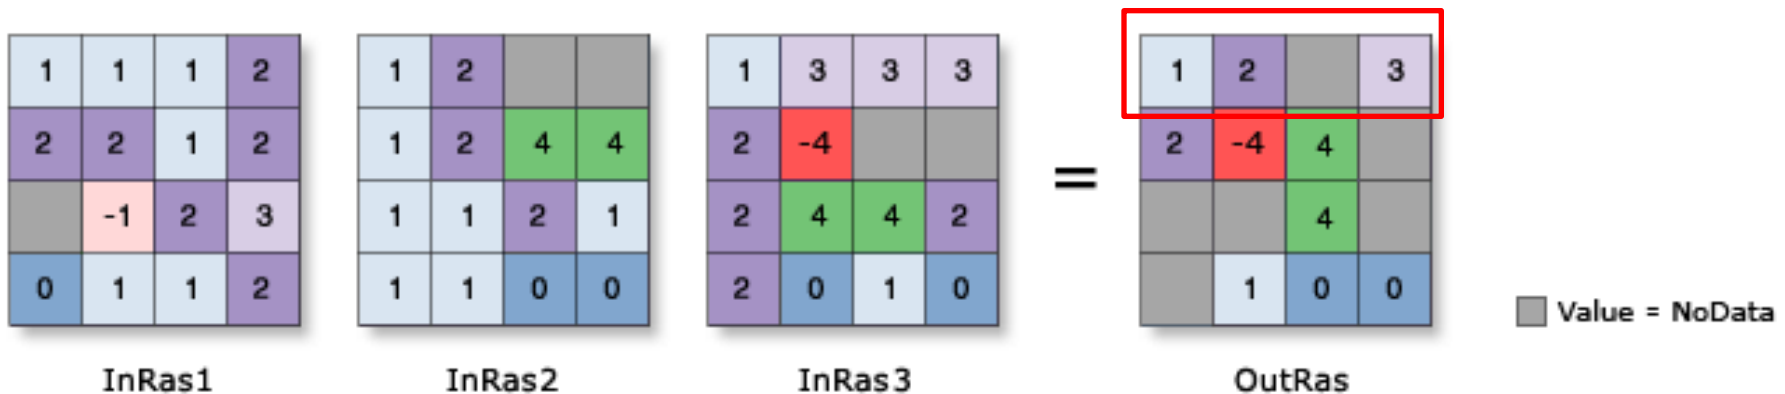 1 1 1 2 1 2 1 3 3 3 1 2 3
2 2 1 2 1 2 4 4 2 -4 2 -4 4
=
-1 2 3 1 1 2 1 2 4 4 2 4
0 1 1 2 1 1 0 0 2 0 1 0 1 0 0
Value = NoData
InRas1 InRas2 InRas3 OutRas